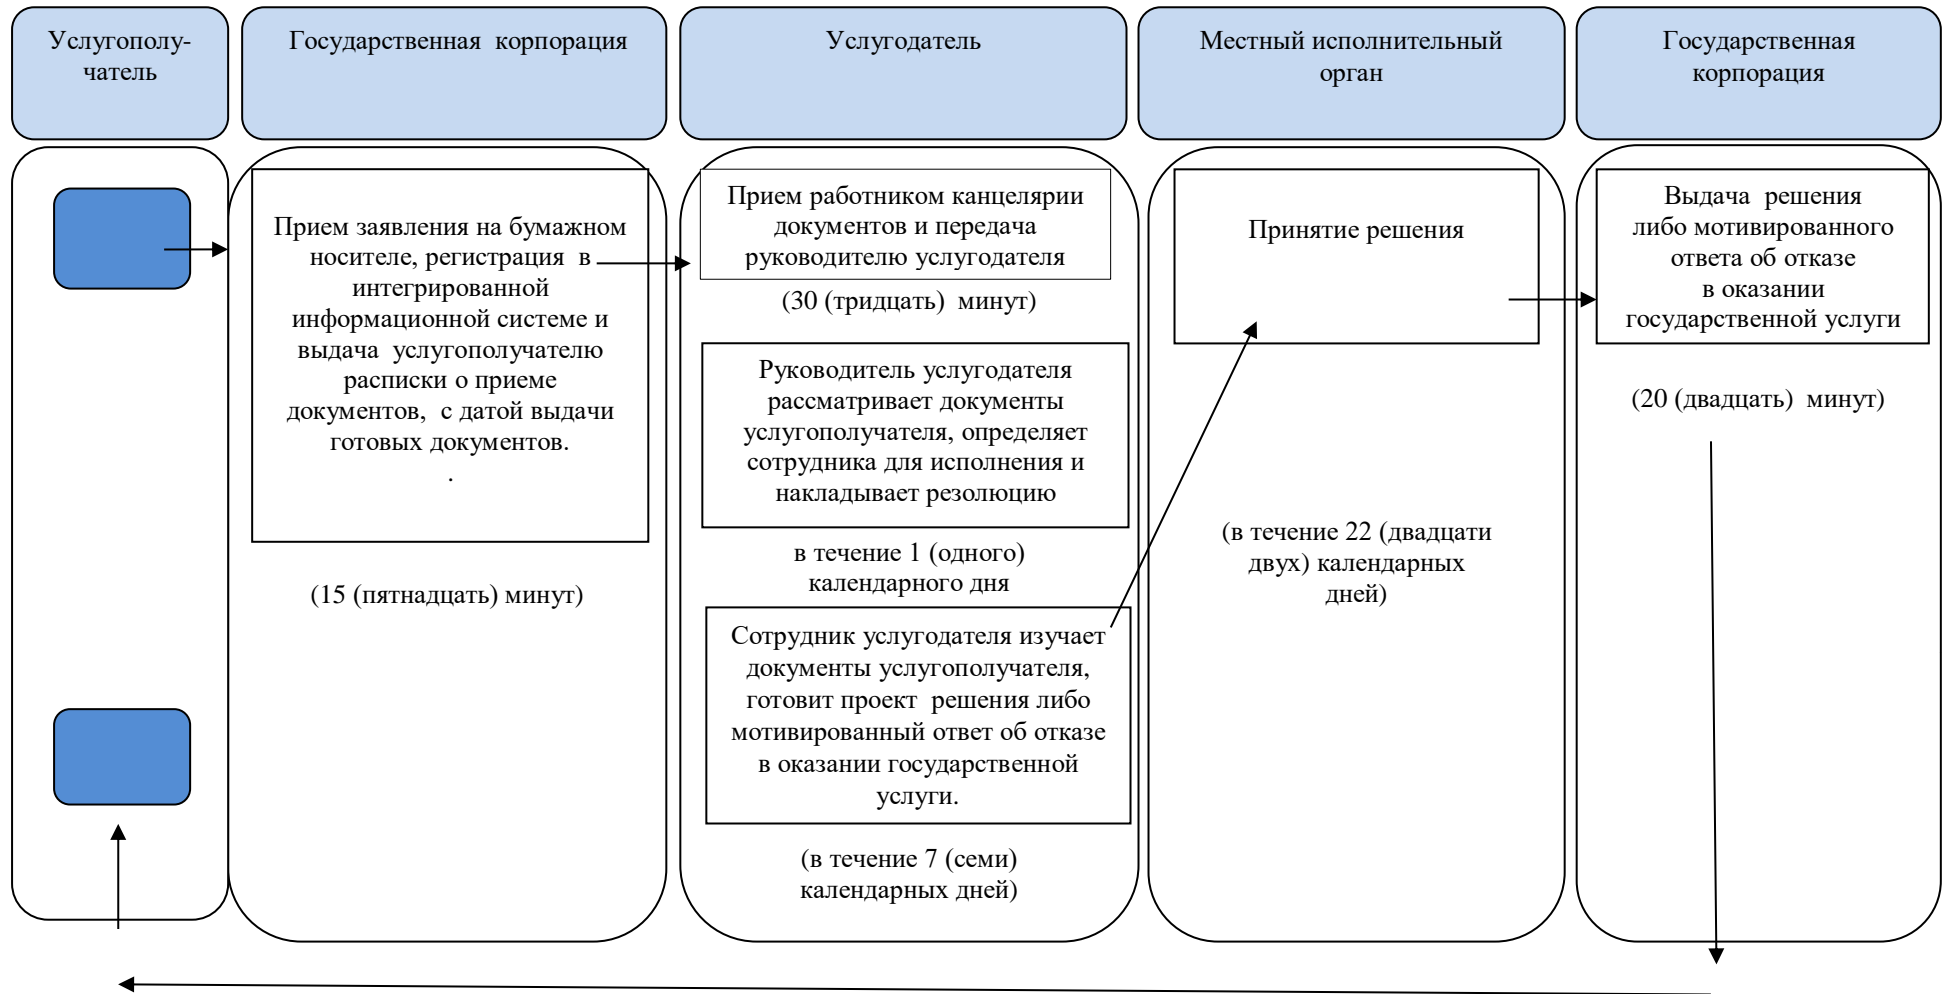 Услугополу-
чатель
Государственная корпорация
Услугодатель
Местный исполнительный
орган
Государственная
корпорация
Прием заявления на бумажном
носителе, регистрация в
интегрированной
информационной системе и
выдача услугополучателю
расписки о приеме
документов, с датой выдачи
готовых документов.
.
(15 (пятнадцать) минут)
Прием работником канцелярии
документов и передача
руководителю услугодателя
(30 (тридцать) минут)
Руководитель услугодателя
рассматривает документы
услугополучателя, определяет
сотрудника для исполнения и
накладывает резолюцию
в течение 1 (одного)
календарного дня
Сотрудник услугодателя изучает
документы услугополучателя,
готовит проект решения либо
мотивированный ответ об отказе
в оказании государственной
услуги.
(в течение 7 (семи)
календарных дней)
Принятие решения
(в течение 22 (двадцати
двух) календарных
дней)
Выдача решения
либо мотивированного
ответа об отказе
в оказании
государственной услуги
(20 (двадцать) минут)